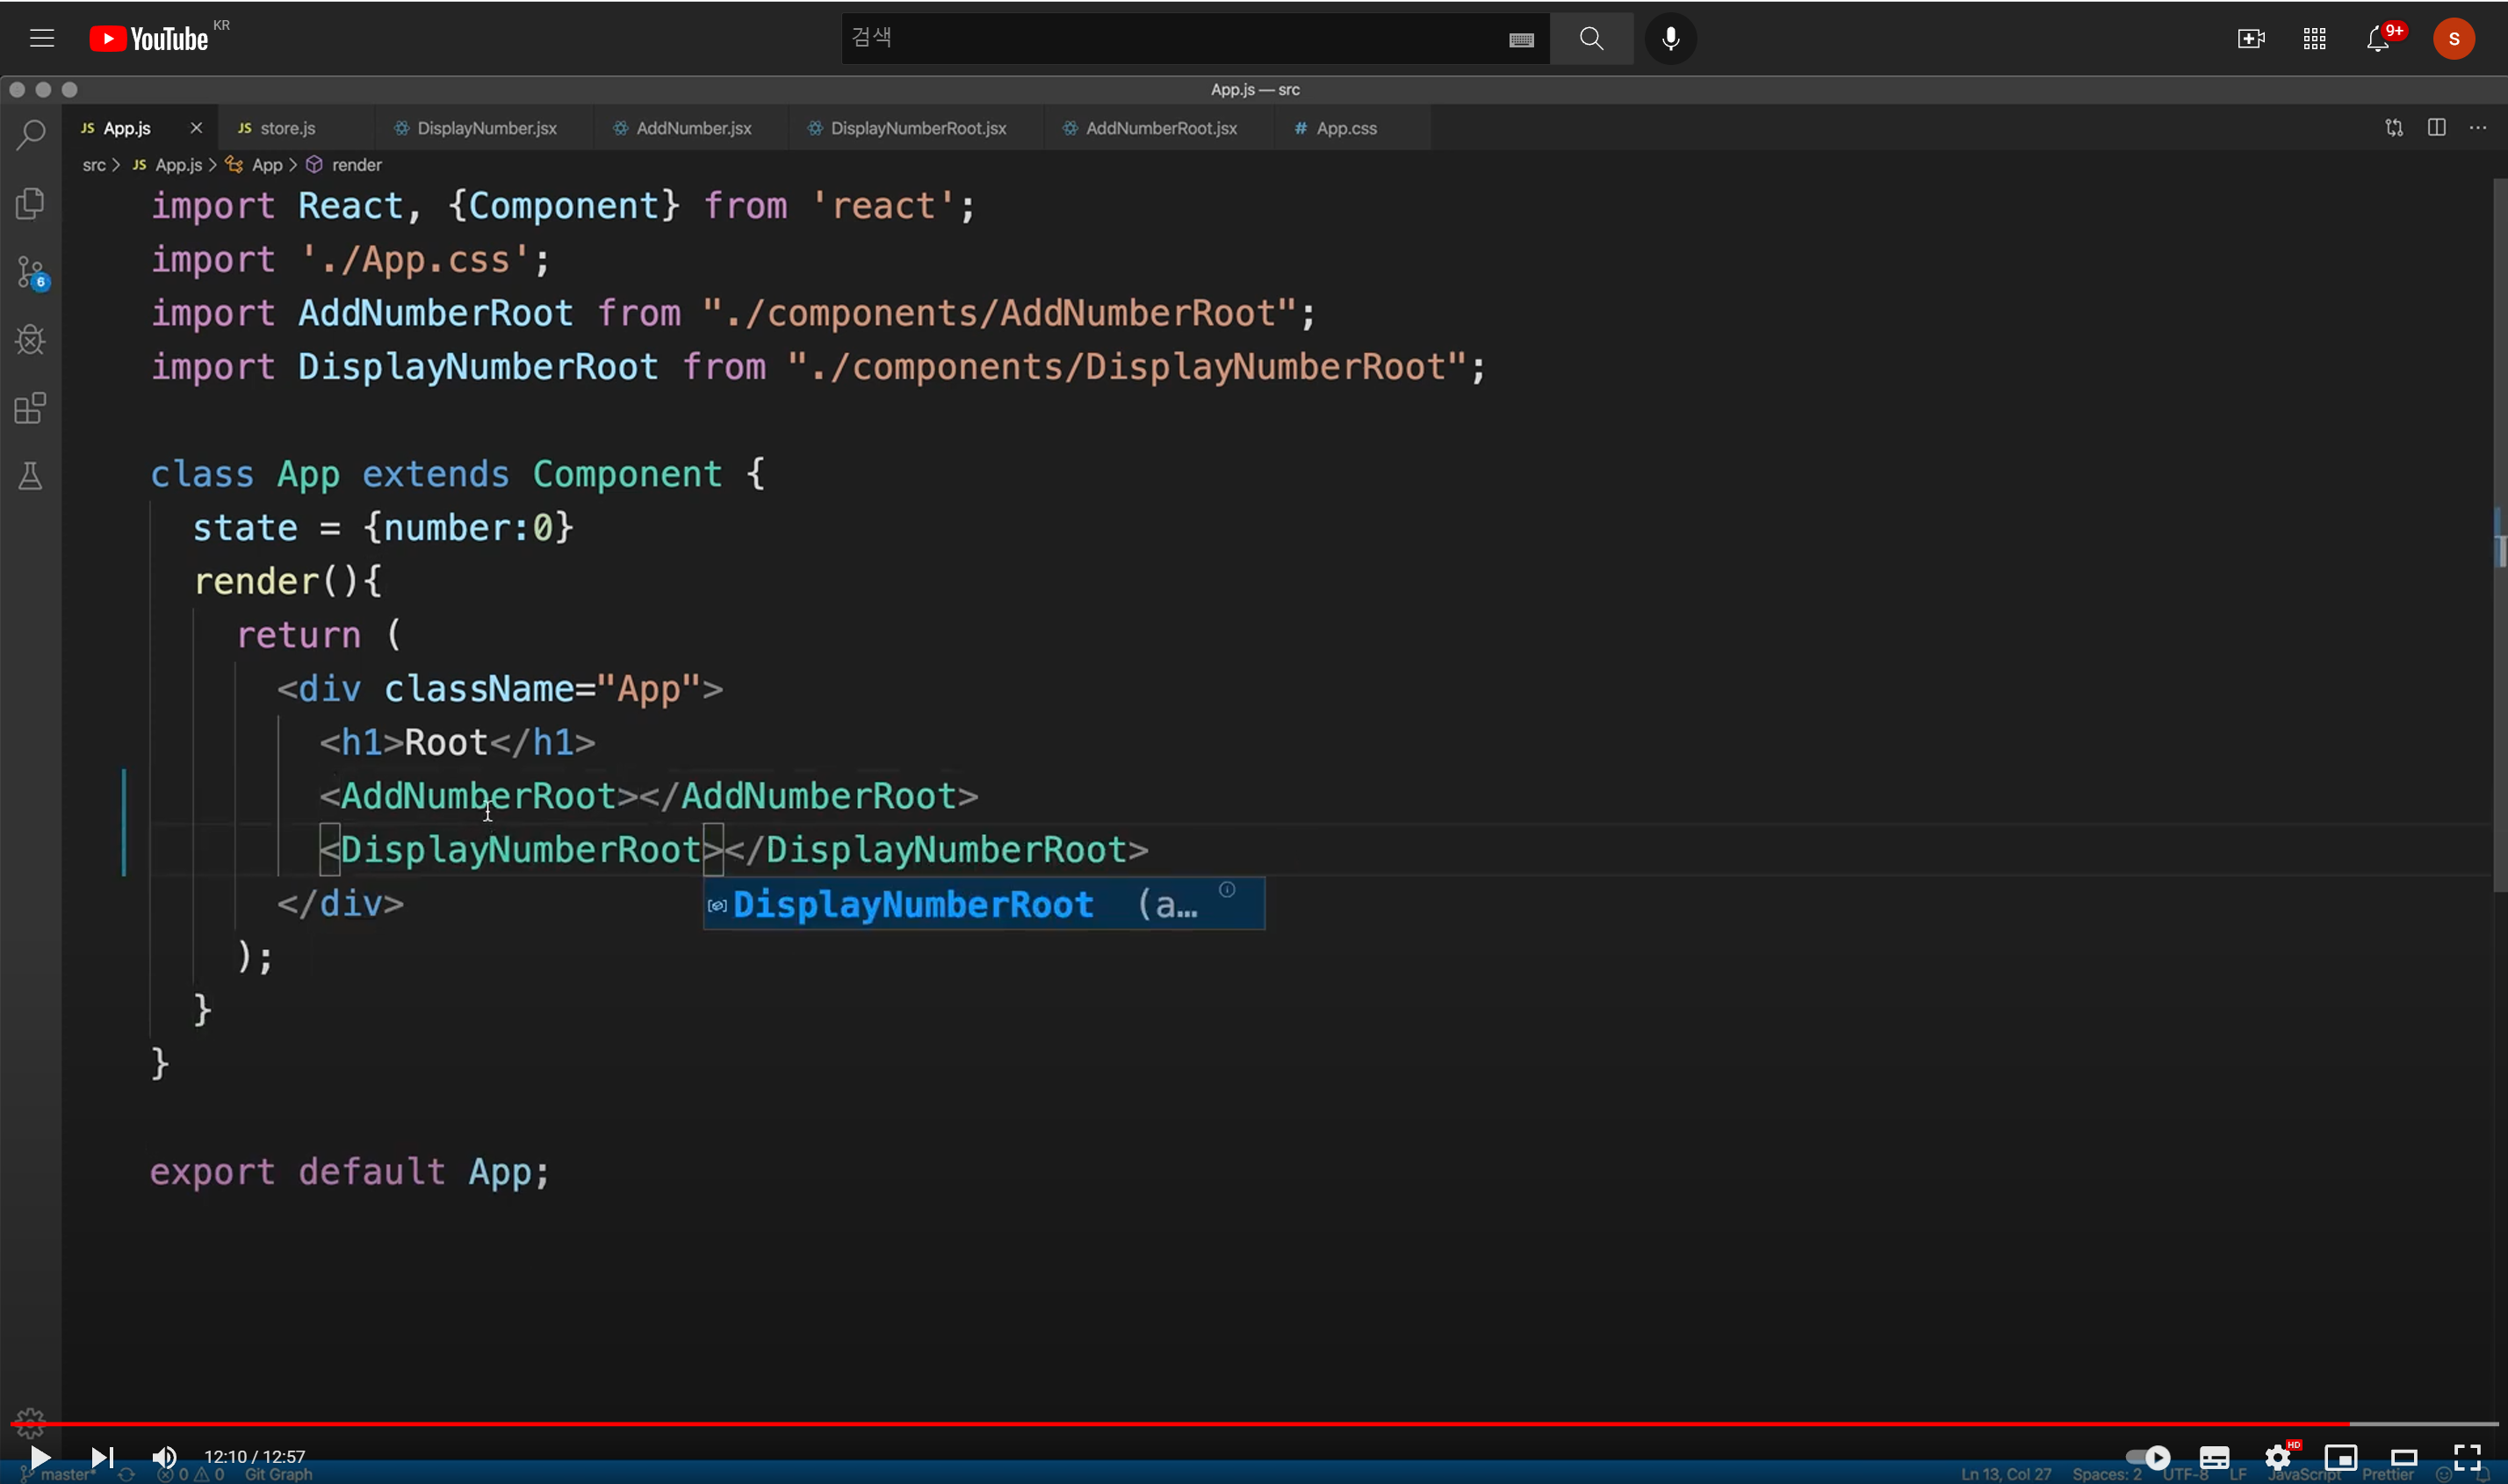 YouTube KR
검색
9+
S
App.js — src
JS App.js
JS store.js
DisplayNumber.jsx
AddNumber.jsx
DisplayNumberRoot.jsx
AddNumberRoot.jsx
# App.css
src > JS App.js > App > render
6
import React, {Component} from 'react';
import './App.css';
import AddNumberRoot from "./components/AddNumberRoot";
import DisplayNumberRoot from "./components/DisplayNumberRoot";
class App extends Component {
state = {number:0}
render(){
return (
<div className="App">
<h1>Root</h1>
<AddNumberRoot></AddNumberRoot>
<DisplayNumberRoot></DisplayNumberRoot>
</div>
DisplayNumberRoot (a…
);
}
}
export default App;
12:10 / 12:57
HD
master*
0
0
Git Graph
Ln 13, Col 27
Spaces: 2
UTF-8
LF
JavaScript
Prettier